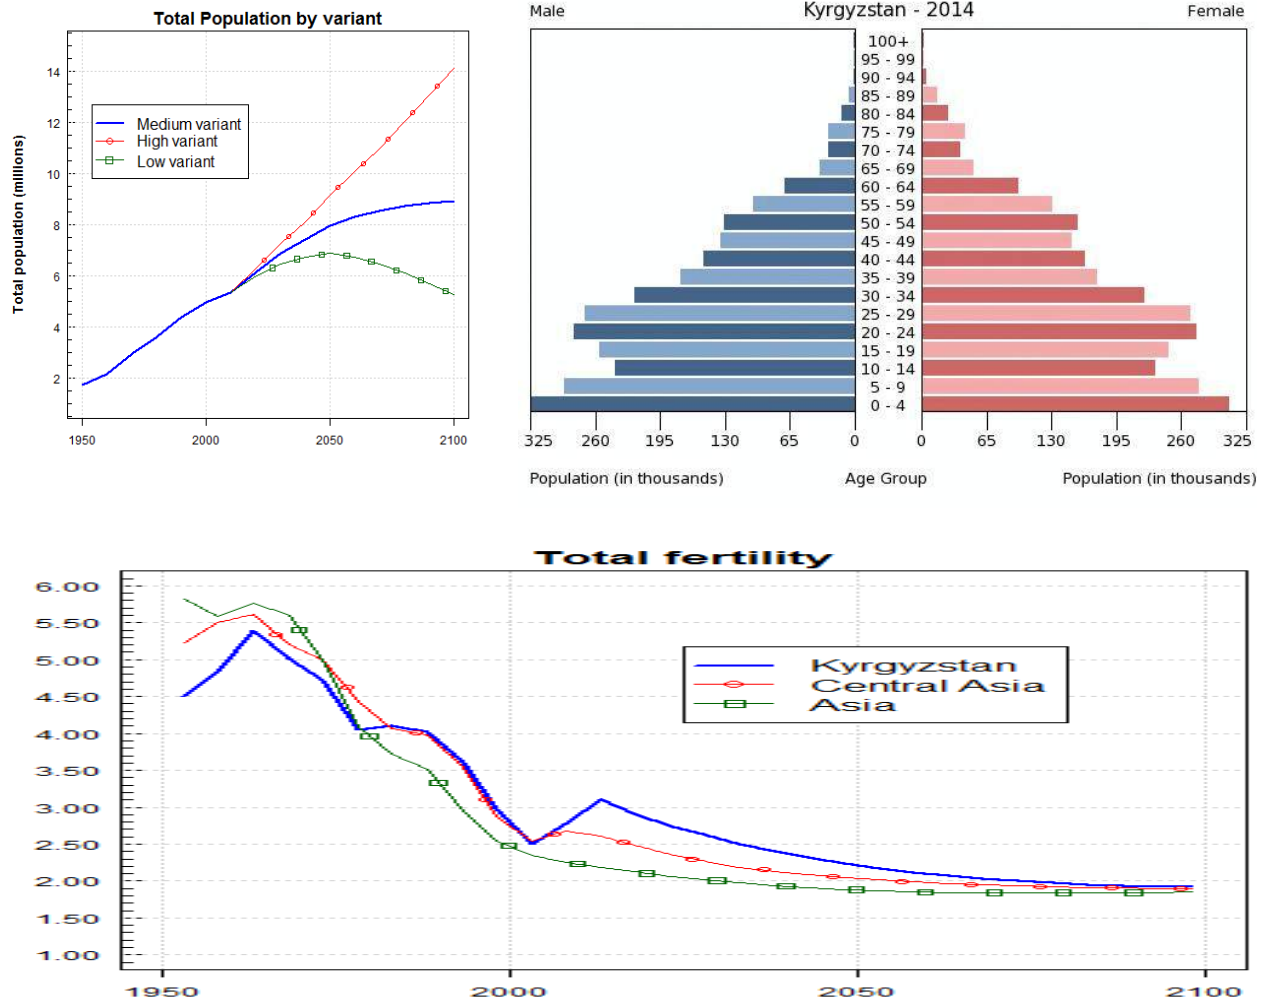 Total Population by variant
Total population (millions)
14
12
10
8
6
4
2
Medium variant
High variant
Low variant
1950 2000 2050 2100
Male Kyrgyzstan - 2014 Female
100+
95 - 99
90 - 94
85 - 89
80 - 84
75 - 79
70 - 74
65 - 69
60 - 64
55 - 59
50 - 54
45 - 49
40 - 44
35 - 39
30 - 34
25 - 29
20 - 24
15 - 19
10 - 14
5 - 9
0 - 4
325 260 195 130 65 0 0 65 130 195 260 325
Population (in thousands) Age Group Population (in thousands)
Total fertility
6.00
5.50
5.00
4.50
4.00
3.50
3.00
2.50
2.00
1.50
1.00
Kyrgyzstan
Central Asia
Asia
1950 2000 2050 2100